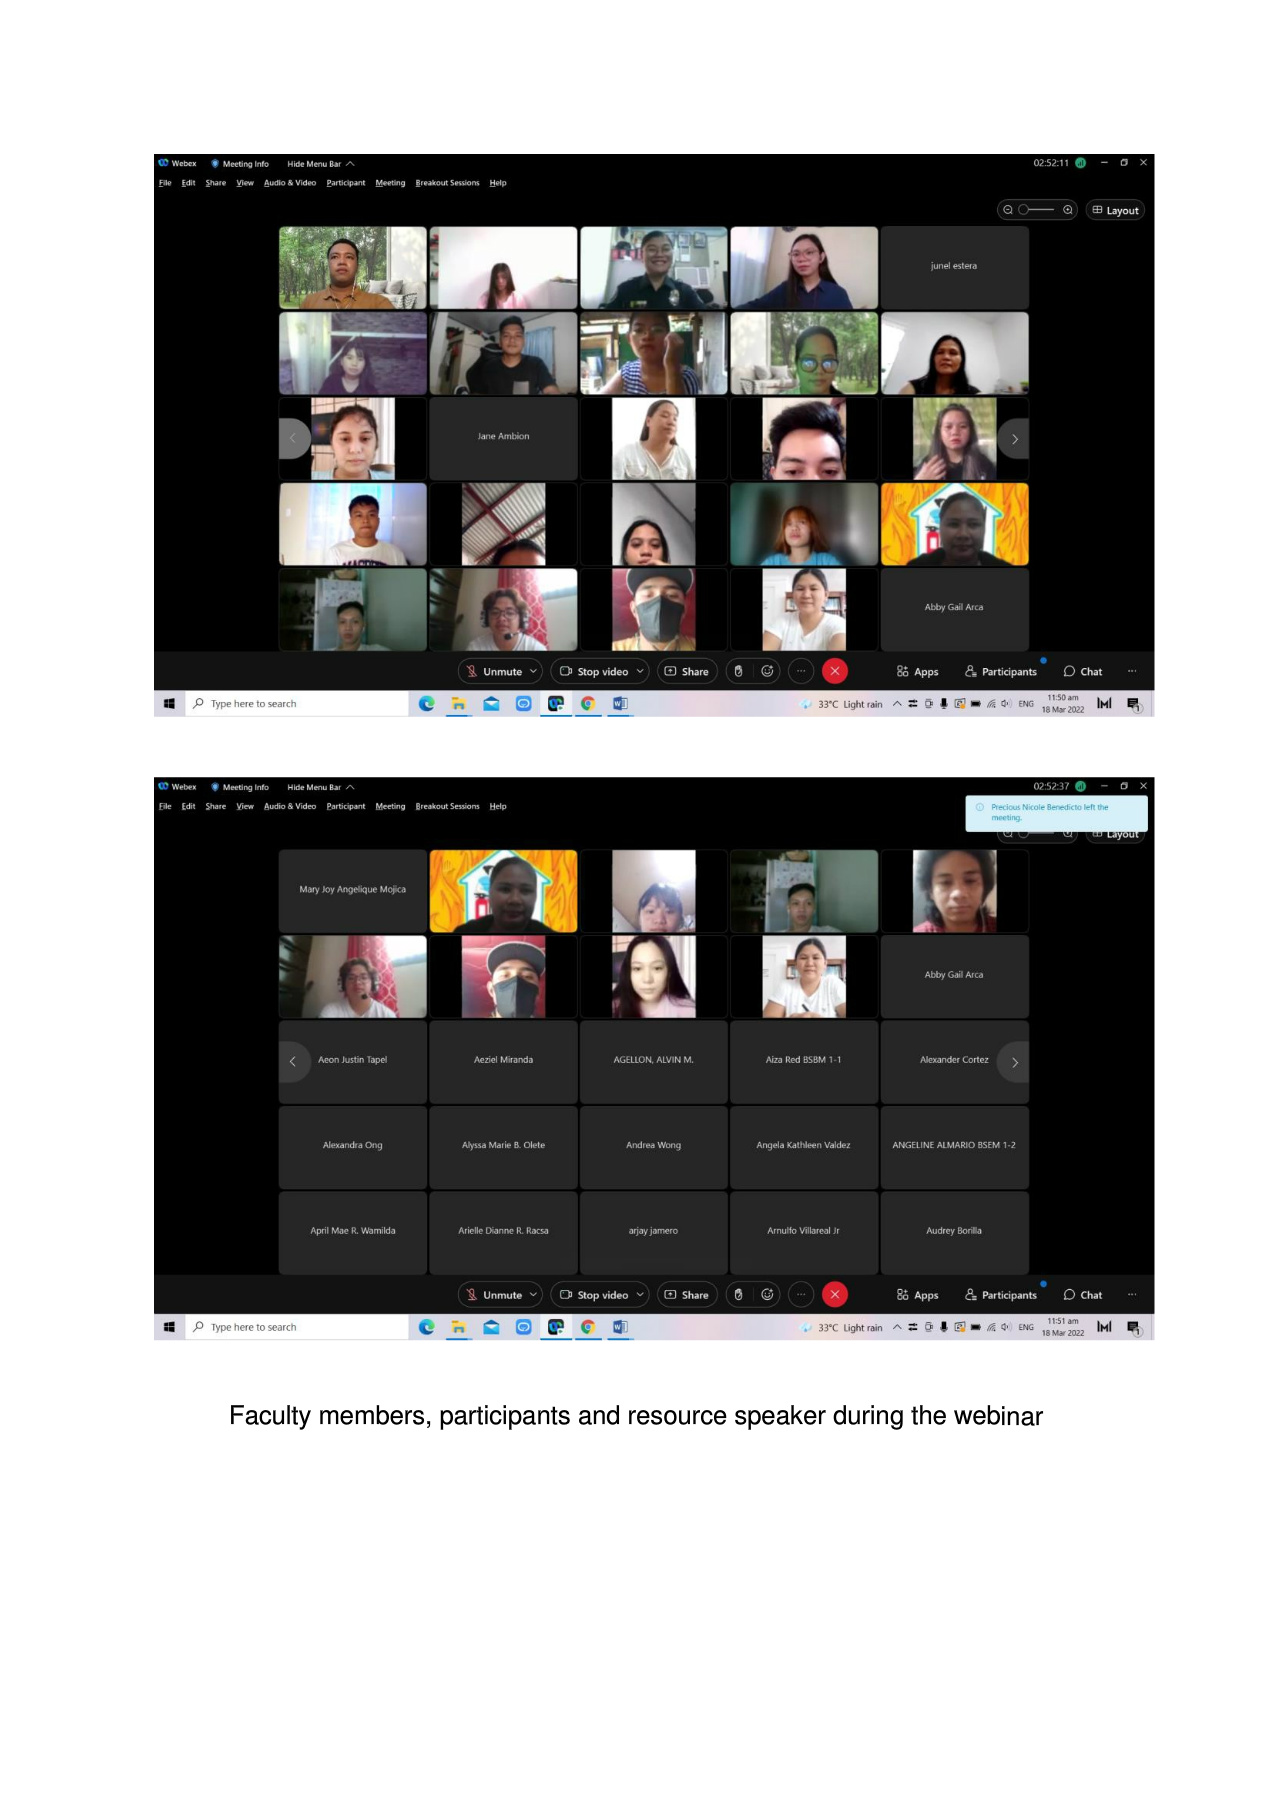 Webex Meeting Info Hide Menu Bar 02:52:11
File Edit Share View Audio & Video Participant Meeting Breakout Sessions Help
Layout
junel estera
Jane Ambion
Abby Gail Arca
Unmute Stop video Share Apps Participants Chat
Type here to search 33°C Light rain ENG 11:50 am
18 Mar 2022
Webex Meeting Info Hide Menu Bar 02:52:37
File Edit Share View Audio & Video Participant Meeting Breakout Sessions Help
Precious Nicole Benedicto left the
meeting.
Layout
Mary Joy Angelique Mojica
Abby Gail Arca
Aeon Justin Tapel Aeziel Miranda AGELLON, ALVIN M. Aiza Red BSBM 1-1 Alexander Cortez
Alexandra Ong Alyssa Marie B. Olete Andrea Wong Angela Kathleen Valdez ANGELINE ALMARIO BSEM 1-2
April Mae R. Wamilda Arielle Dianne R. Racsa arjay jamero Arnulfo Villareal Jr Audrey Borilla
Unmute Stop video Share Apps Participants Chat
Type here to search 33°C Light rain ENG 11:51 am
18 Mar 2022
Faculty members, participants and resource speaker during the webinar